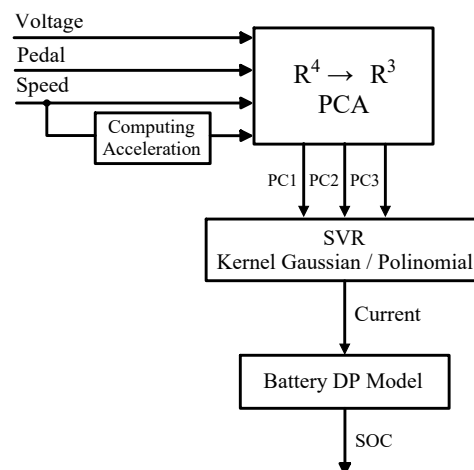 Voltage
Pedal
Speed
Computing
Acceleration
R⁴ → R³
PCA
PC1 PC2 PC3
SVR
Kernel Gaussian / Polinomial
Current
Battery DP Model
SOC